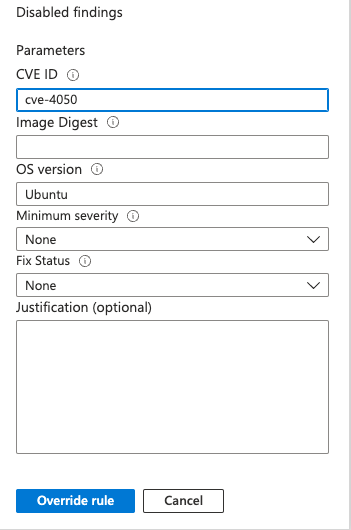 Disabled findings
Parameters
CVE ID
cve-4050
Image Digest
OS version
Ubuntu
Minimum severity
None
Fix Status
None
Justification (optional)
Override rule Cancel